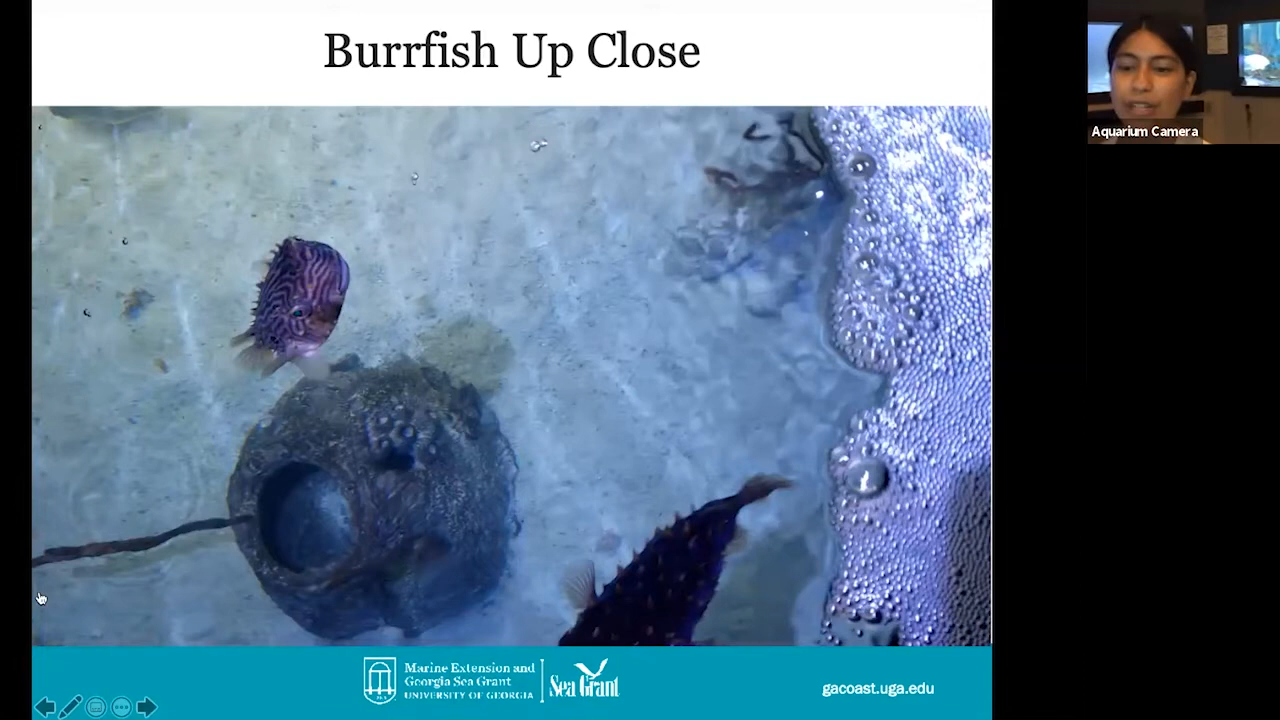 Burrfish Up Close
Aquarium Camera
Marine Extension and
Georgia Sea Grant
UNIVERSITY OF GEORGIA
Sea Grant
gacoast.uga.edu